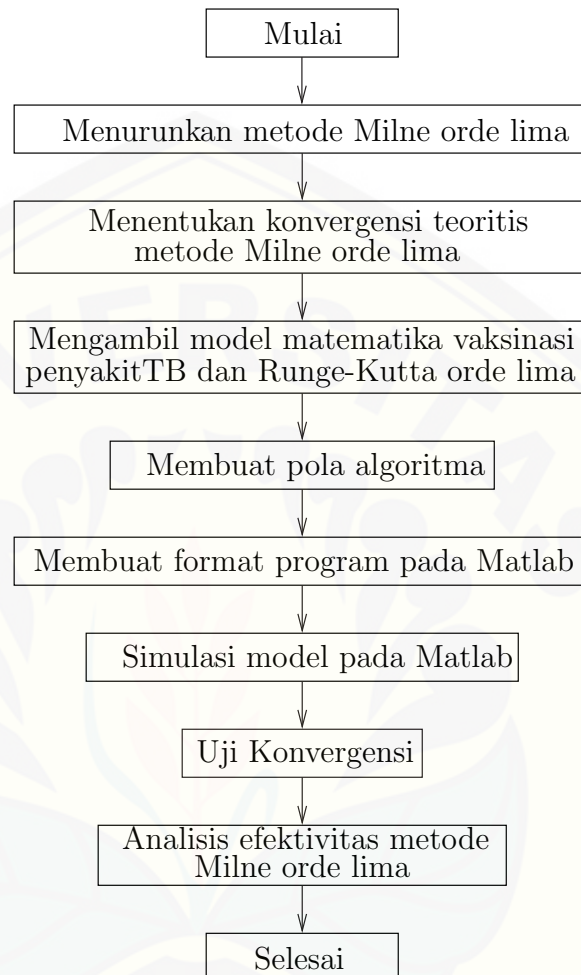 Mulai
Menurunkan metode Milne orde lima
Menentukan konvergensi teoritis
metode Milne orde lima
Mengambil model matematika vaksinasi
penyakitTB dan Runge-Kutta orde lima
Membuat pola algoritma
Membuat format program pada Matlab
Simulasi model pada Matlab
Uji Konvergensi
Analisis efektivitas metode
Milne orde lima
Selesai